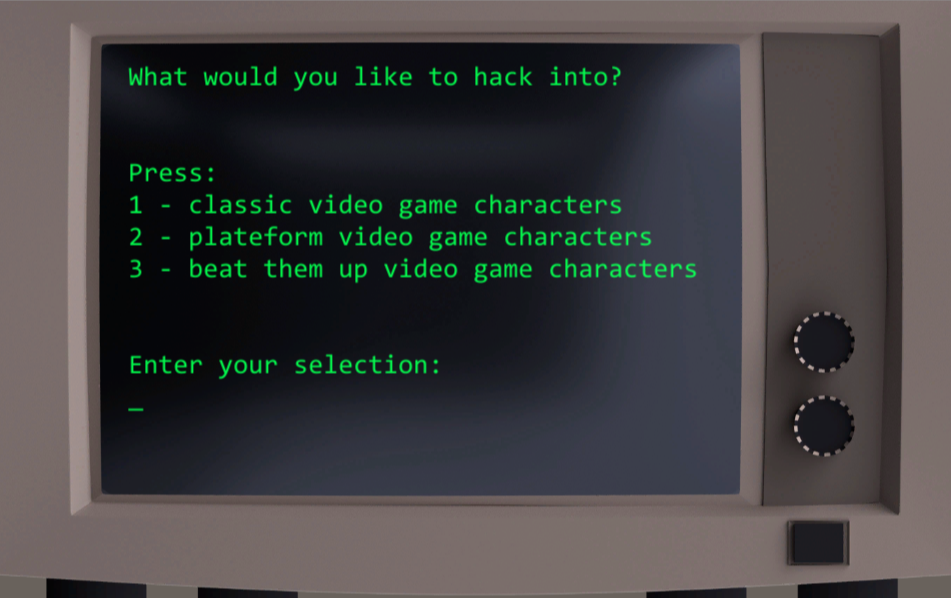 What would you like to hack into?
Press:
1 - classic video game characters
2 - plateform video game characters
3 - beat them up video game characters
Enter your selection:
_